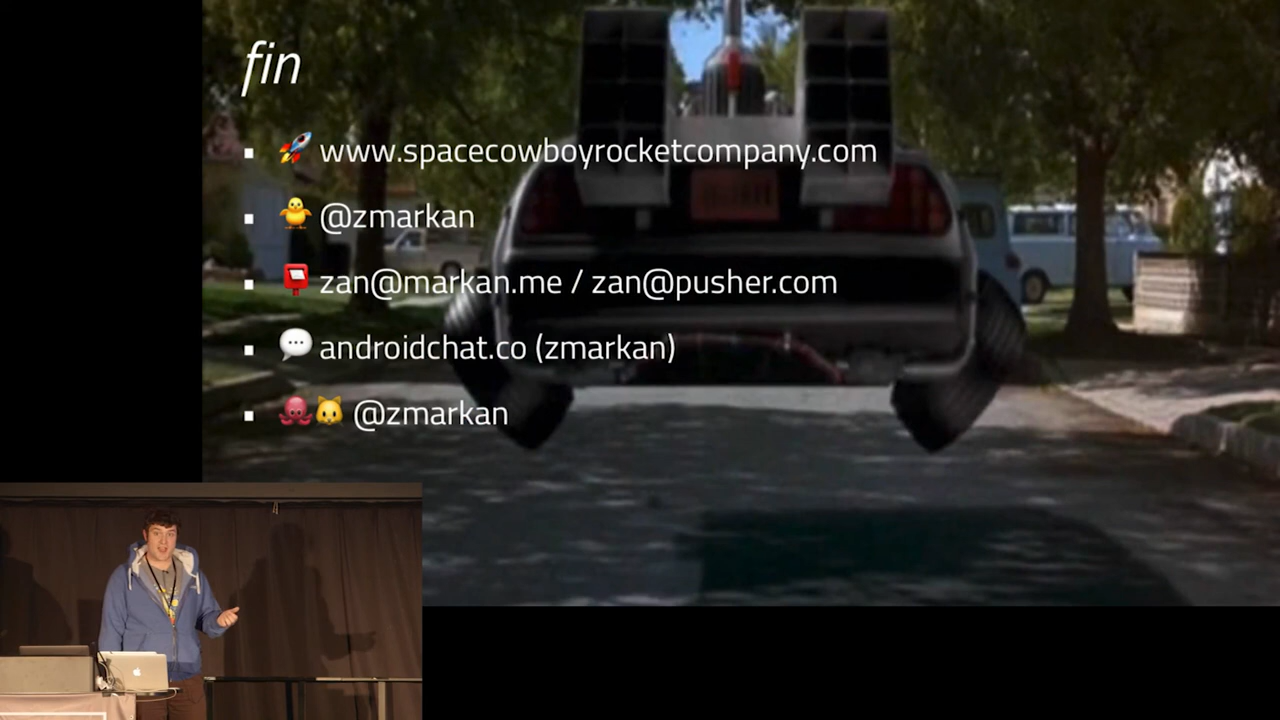 fin
www.spacecowboyrocketcompany.com
@zmarkan
zan@markan.me / zan@pusher.com
androidchat.co (zmarkan)
@zmarkan